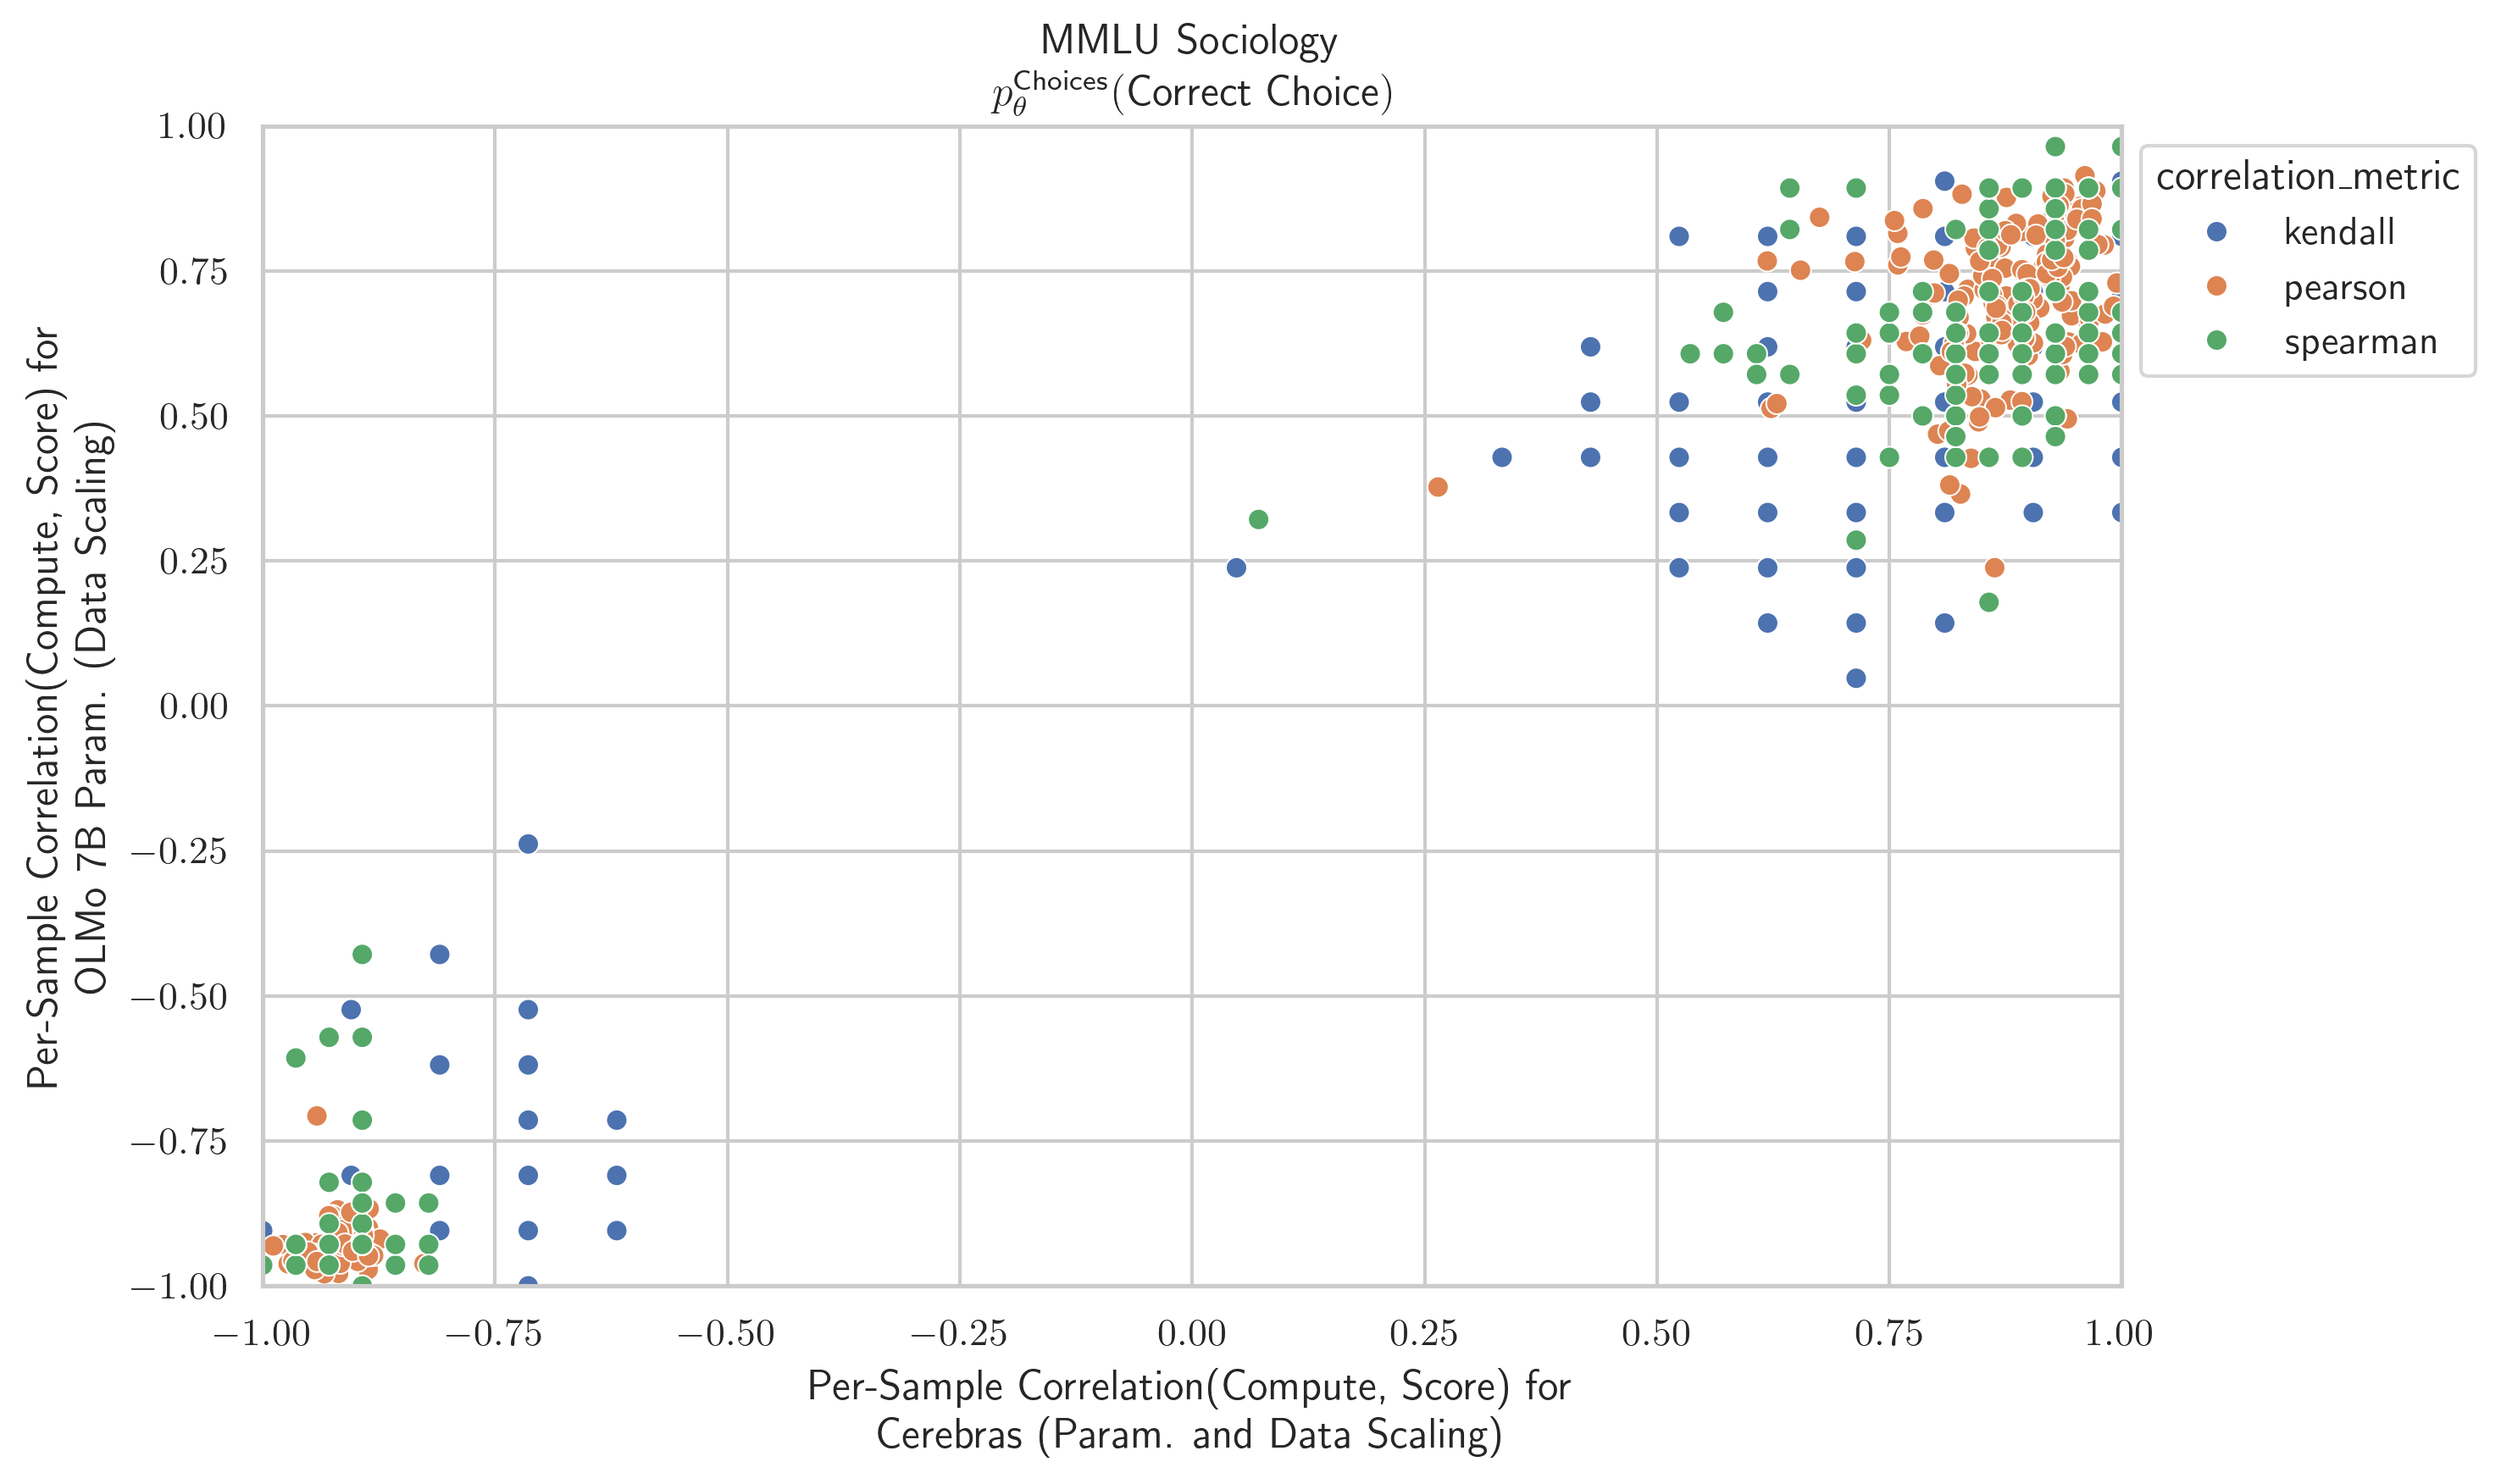 MMLU Sociology
p_θ^Choices(Correct Choice)
1.00
0.75
0.50
0.25
0.00
−0.25
−0.50
−0.75
−1.00
Per-Sample Correlation(Compute, Score) for
OLMo 7B Param. (Data Scaling)
−1.00 −0.75 −0.50 −0.25 0.00 0.25 0.50 0.75 1.00
Per-Sample Correlation(Compute, Score) for
Cerebras (Param. and Data Scaling)
correlation_metric
kendall
pearson
spearman